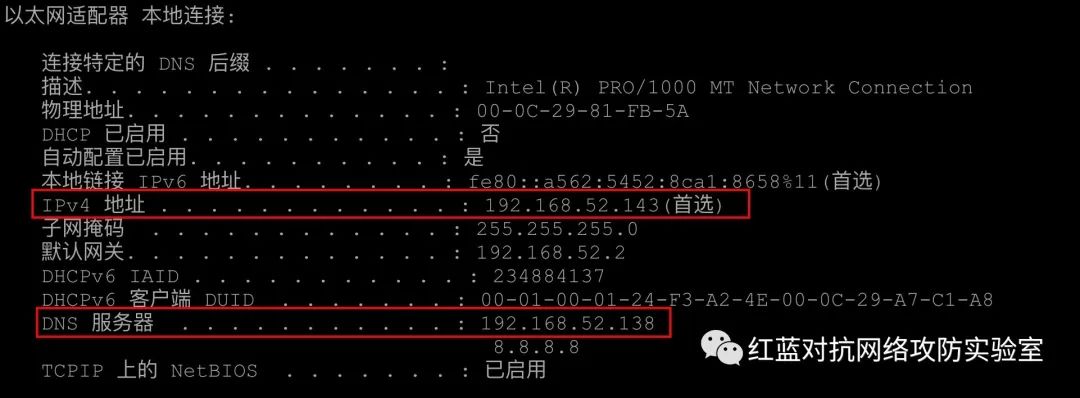 以太网适配器 本地连接:
连接特定的 DNS 后缀 . . . . . . . :
描述. . . . . . . . . . . . . . . : Intel(R) PRO/1000 MT Network Connection
物理地址. . . . . . . . . . . . . : 00-0C-29-81-FB-5A
DHCP 已启用 . . . . . . . . . . . : 否
自动配置已启用. . . . . . . . . . : 是
本地链接 IPv6 地址. . . . . . . . : fe80::a562:5452:8ca1:8658%11(首选)
IPv4 地址 . . . . . . . . . . . . : 192.168.52.143(首选)
子网掩码 . . . . . . . . . . . . : 255.255.255.0
默认网关. . . . . . . . . . . . . : 192.168.52.2
DHCPv6 IAID . . . . . . . . . . . : 234884137
DHCPv6 客户端 DUID . . . . . . . : 00-01-00-01-24-F3-A2-4E-00-0C-29-A7-C1-A8
DNS 服务器 . . . . . . . . . . . : 192.168.52.138
8.8.8.8
TCPIP 上的 NetBIOS . . . . . . . : 已启用
红蓝对抗网络攻防实验室